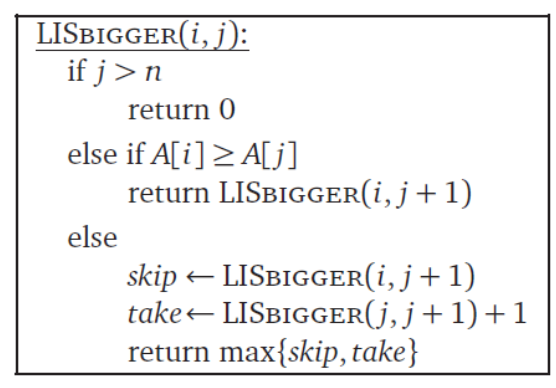 LISBIGGER(i, j):
if j > n
return 0
else if A[i] ≥ A[j]
return LISBIGGER(i, j + 1)
else
skip ← LISBIGGER(i, j + 1)
take ← LISBIGGER(j, j + 1) + 1
return max{skip, take}